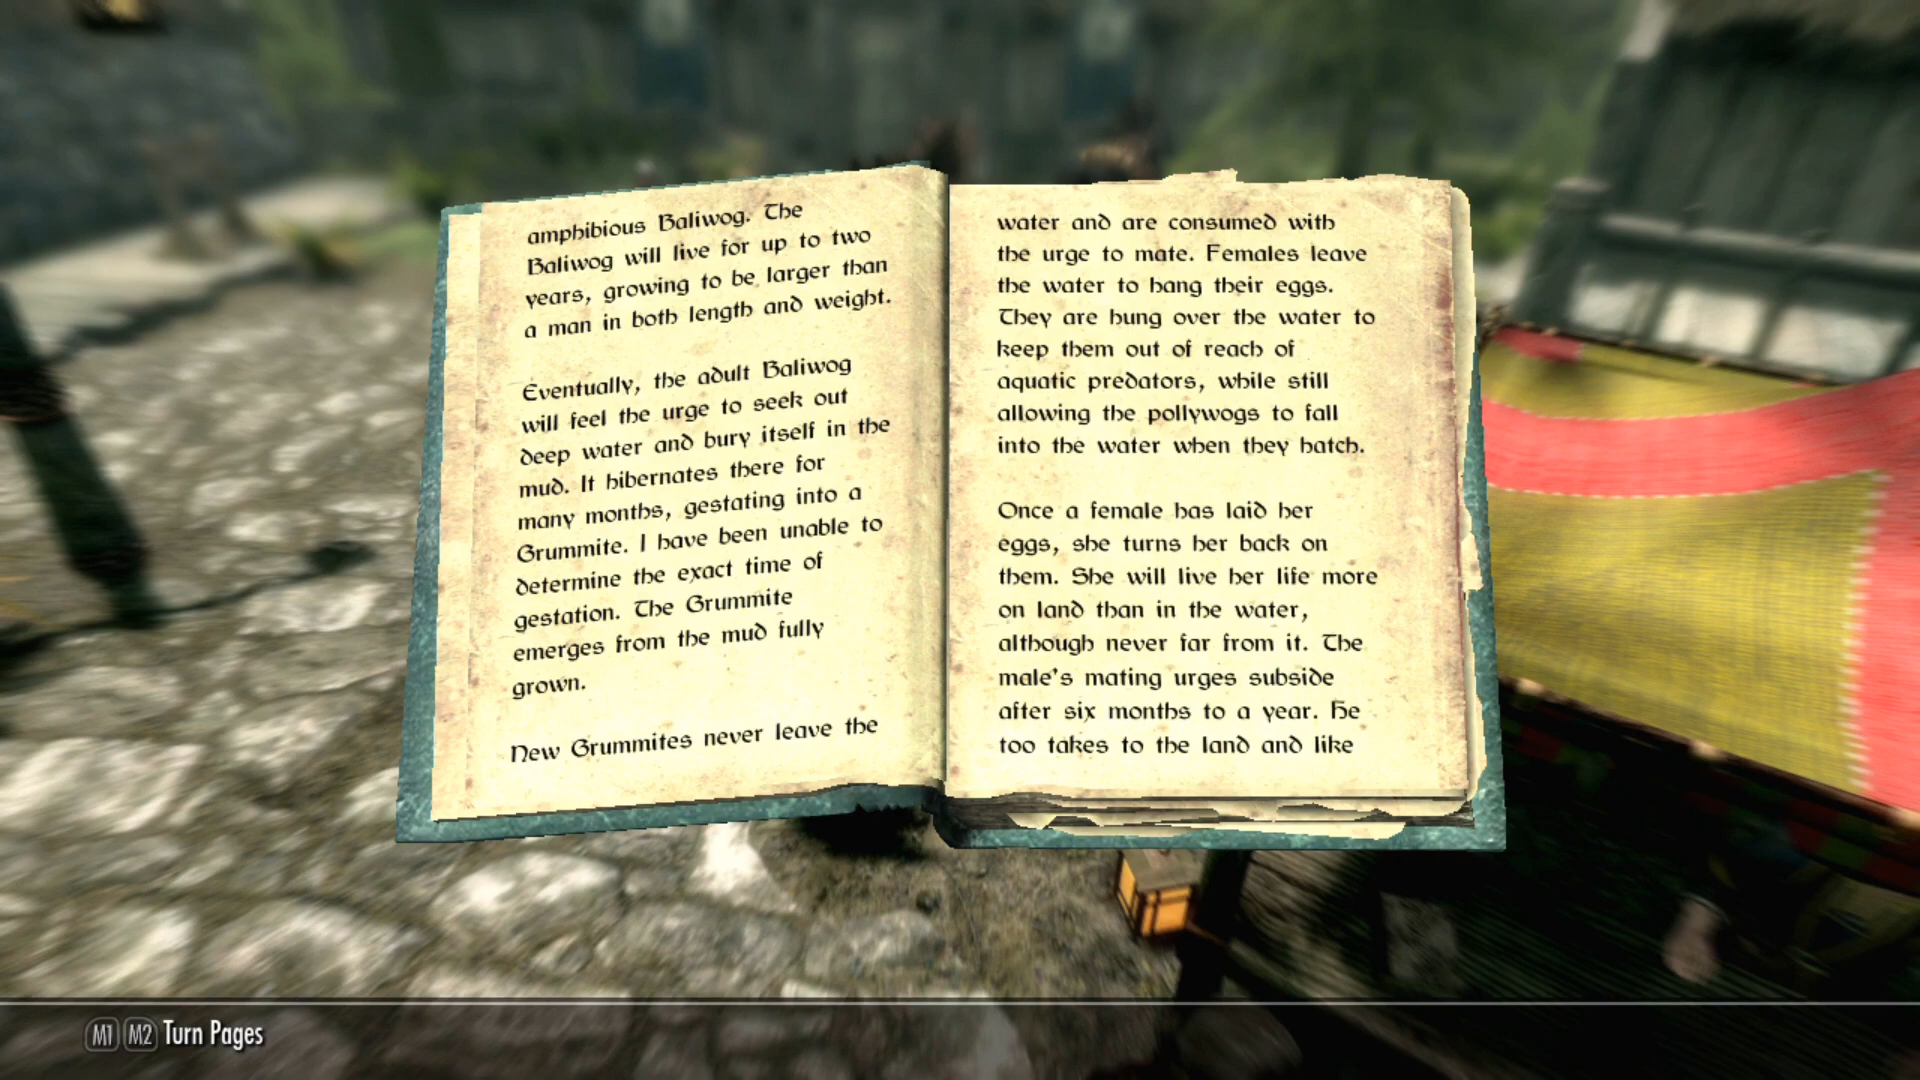 amphibious Baliwog. The
Baliwog will live for up to two
years, growing to be larger than
a man in both length and weight.
Eventually, the adult Baliwog
will feel the urge to seek out
deep water and bury itself in the
mud. It hibernates there for
many months, gestating into a
Grummite. I have been unable to
determine the exact time of
gestation. The Grummite
emerges from the mud fully
grown.
New Grummites never leave the
water and are consumed with
the urge to mate. Females leave
the water to hang their eggs.
They are hung over the water to
keep them out of reach of
aquatic predators, while still
allowing the pollywogs to fall
into the water when they hatch.
Once a female has laid her
eggs, she turns her back on
them. She will live her life more
on land than in the water,
although never far from it. The
male's mating urges subside
after six months to a year. He
too takes to the land and like
M1 M2 Turn Pages